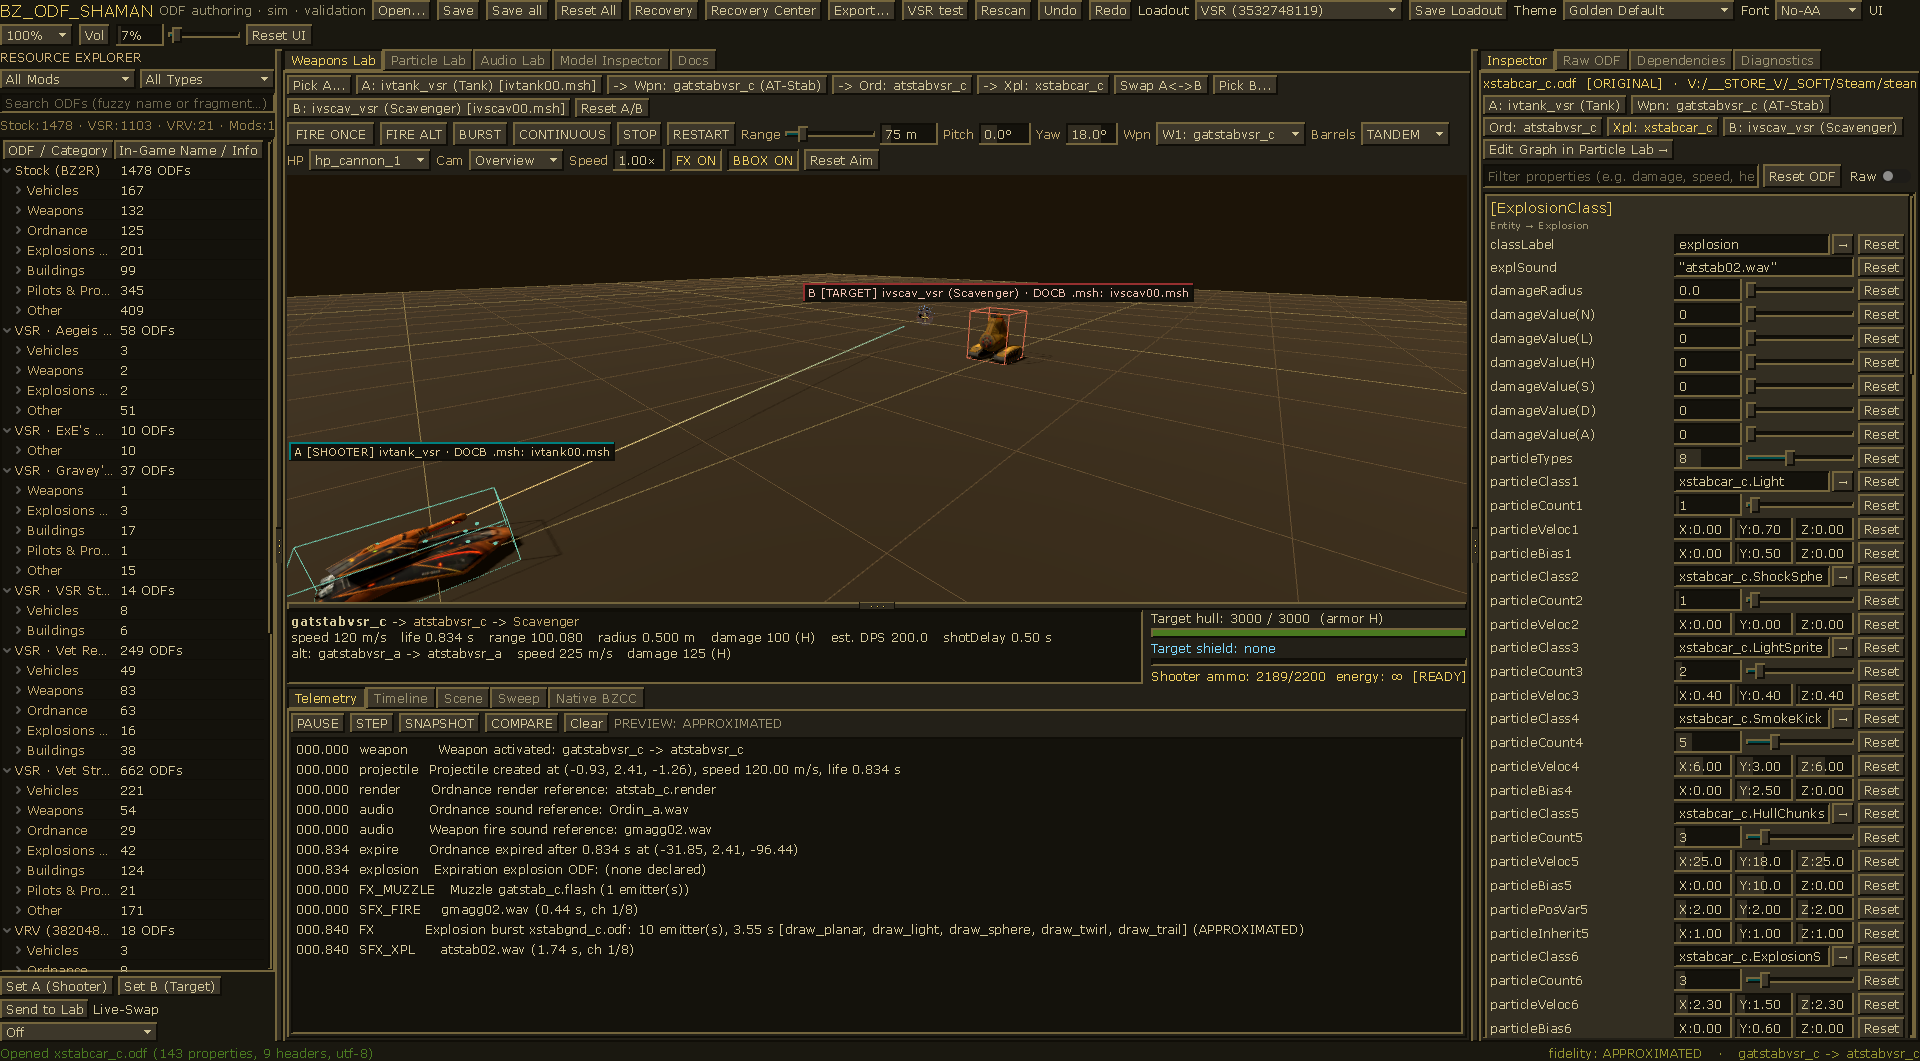 BZ_ODF_SHAMAN ODF authoring · sim · validation Open... Save Save all Reset All Recovery Recovery Center Export... VSR test Rescan Undo Redo Loadout VSR (3532748119) Save Loadout Theme Golden Default Font No-AA UI
100% Vol 7% Reset UI
RESOURCE EXPLORER
All Mods All Types
Search ODFs (fuzzy name or fragment...)
Stock:1478 · VSR:1103 · VRV:21 · Mods:1
ODF / Category In-Game Name / Info
Stock (BZ2R) 1478 ODFs
Vehicles 167
Weapons 132
Ordnance 125
Explosions ... 201
Buildings 99
Pilots & Pro... 345
Other 409
VSR · Aegeis ... 58 ODFs
Vehicles 3
Weapons 2
Explosions ... 2
Other 51
VSR · ExE's ... 10 ODFs
Other 10
VSR · Gravey'... 37 ODFs
Weapons 1
Explosions ... 3
Buildings 17
Pilots & Pro... 1
Other 15
VSR · VSR St... 14 ODFs
Vehicles 8
Buildings 6
VSR · Vet Re... 249 ODFs
Vehicles 49
Weapons 83
Ordnance 63
Explosions ... 16
Buildings 38
VSR · Vet Str... 662 ODFs
Vehicles 221
Weapons 54
Ordnance 29
Explosions ... 42
Buildings 124
Pilots & Pro... 21
Other 171
VRV (382048... 18 ODFs
Vehicles 3
Ordnance 9
Set A (Shooter) Set B (Target)
Send to Lab Live-Swap
Off
Opened xstabcar_c.odf (143 properties, 9 headers, utf-8)
Weapons Lab Particle Lab Audio Lab Model Inspector Docs
Pick A... A: ivtank_vsr (Tank) [ivtank00.msh] -> Wpn: gatstabvsr_c (AT-Stab) -> Ord: atstabvsr_c -> Xpl: xstabcar_c Swap A<->B Pick B...
B: ivscav_vsr (Scavenger) [ivscav00.msh] Reset A/B
FIRE ONCE FIRE ALT BURST CONTINUOUS STOP RESTART Range 75 m Pitch 0.0º Yaw 18.0º Wpn W1: gatstabvsr_c Barrels TANDEM
HP hp_cannon_1 Cam Overview Speed 1.00× FX ON BBOX ON Reset Aim
B [TARGET] ivscav_vsr (Scavenger) · DOCB .msh: ivscav00.msh
A [SHOOTER] ivtank_vsr · DOCB .msh: ivtank00.msh
gatstabvsr_c -> atstabvsr_c -> Scavenger
speed 120 m/s life 0.834 s range 100.080 radius 0.500 m damage 100 (H) est. DPS 200.0 shotDelay 0.50 s
alt: gatstabvsr_a -> atstabvsr_a speed 225 m/s damage 125 (H)
Target hull: 3000 / 3000 (armor H)
Target shield: none
Shooter ammo: 2189/2200 energy: ∞ [READY]
Telemetry Timeline Scene Sweep Native BZCC
PAUSE STEP SNAPSHOT COMPARE Clear PREVIEW: APPROXIMATED
000.000 weapon Weapon activated: gatstabvsr_c -> atstabvsr_c
000.000 projectile Projectile created at (-0.93, 2.41, -1.26), speed 120.00 m/s, life 0.834 s
000.000 render Ordnance render reference: atstab_c.render
000.000 audio Ordnance sound reference: Ordin_a.wav
000.000 audio Weapon fire sound reference: gmagg02.wav
000.834 expire Ordnance expired after 0.834 s at (-31.85, 2.41, -96.44)
000.834 explosion Expiration explosion ODF: (none declared)
000.000 FX_MUZZLE Muzzle gatstab_c.flash (1 emitter(s))
000.000 SFX_FIRE gmagg02.wav (0.44 s, ch 1/8)
000.840 FX Explosion burst xstabgnd_c.odf: 10 emitter(s), 3.55 s [draw_planar, draw_light, draw_sphere, draw_twirl, draw_trail] (APPROXIMATED)
000.840 SFX_XPL atstab02.wav (1.74 s, ch 1/8)
Inspector Raw ODF Dependencies Diagnostics
xstabcar_c.odf [ORIGINAL] · V:/__STORE_V/_SOFT/Steam/steam
A: ivtank_vsr (Tank) Wpn: gatstabvsr_c (AT-Stab)
Ord: atstabvsr_c Xpl: xstabcar_c B: ivscav_vsr (Scavenger)
Edit Graph in Particle Lab →
Filter properties (e.g. damage, speed, he Reset ODF Raw
[ExplosionClass]
Entity → Explosion
classLabel explosion → Reset
explSound "atstab02.wav" Reset
damageRadius 0.0 Reset
damageValue(N) 0 Reset
damageValue(L) 0 Reset
damageValue(H) 0 Reset
damageValue(S) 0 Reset
damageValue(D) 0 Reset
damageValue(A) 0 Reset
particleTypes 8 Reset
particleClass1 xstabcar_c.Light → Reset
particleCount1 1 Reset
particleVeloc1 X:0.00 Y:0.70 Z:0.00 Reset
particleBias1 X:0.00 Y:0.50 Z:0.00 Reset
particleClass2 xstabcar_c.ShockSphe → Reset
particleCount2 1 Reset
particleVeloc2 X:0.00 Y:0.00 Z:0.00 Reset
particleClass3 xstabcar_c.LightSprite → Reset
particleCount3 2 Reset
particleVeloc3 X:0.40 Y:0.40 Z:0.40 Reset
particleClass4 xstabcar_c.SmokeKick → Reset
particleCount4 5 Reset
particleVeloc4 X:6.00 Y:3.00 Z:6.00 Reset
particleBias4 X:0.00 Y:2.50 Z:0.00 Reset
particleClass5 xstabcar_c.HullChunks → Reset
particleCount5 3 Reset
particleVeloc5 X:25.0 Y:18.0 Z:25.0 Reset
particleBias5 X:0.00 Y:10.0 Z:0.00 Reset
particlePosVar5 X:2.00 Y:2.00 Z:2.00 Reset
particleInherit5 X:1.00 Y:1.00 Z:1.00 Reset
particleClass6 xstabcar_c.ExplosionS → Reset
particleCount6 3 Reset
particleVeloc6 X:2.30 Y:1.50 Z:2.30 Reset
particleBias6 X:0.00 Y:0.60 Z:0.00 Reset
fidelity: APPROXIMATED · gatstabvsr_c -> atstabvsr_c